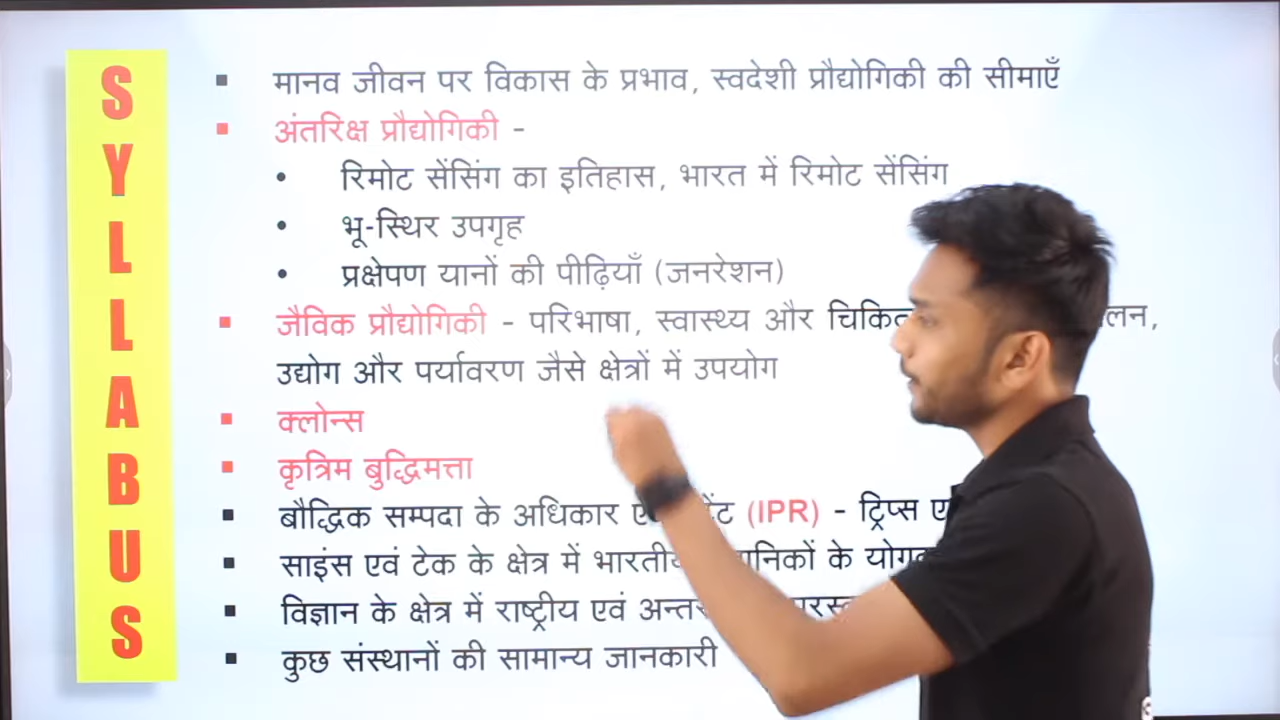 SYLLABUS
मानव जीवन पर विकास के प्रभाव, स्वदेशी प्रौद्योगिकी की सीमाएँ
अंतरिक्ष प्रौद्योगिकी -
रिमोट सेंसिंग का इतिहास, भारत में रिमोट सेंसिंग
भू-स्थिर उपगृह
प्रक्षेपण यानों की पीढ़ियाँ (जनरेशन)
जैविक प्रौद्योगिकी - परिभाषा, स्वास्थ्य और
उद्योग और पर्यावरण जैसे क्षेत्रों में उपयोग
क्लोन्स
कृत्रिम बुद्धिमत्ता
बौद्धिक सम्पदा के अधिकार (IPR) - ट्रिप्स
साइंस एवं टेक के क्षेत्र में के
विज्ञान के क्षेत्र में राष्ट्रीय एवं
कुछ संस्थानों की सामान्य जानकारी